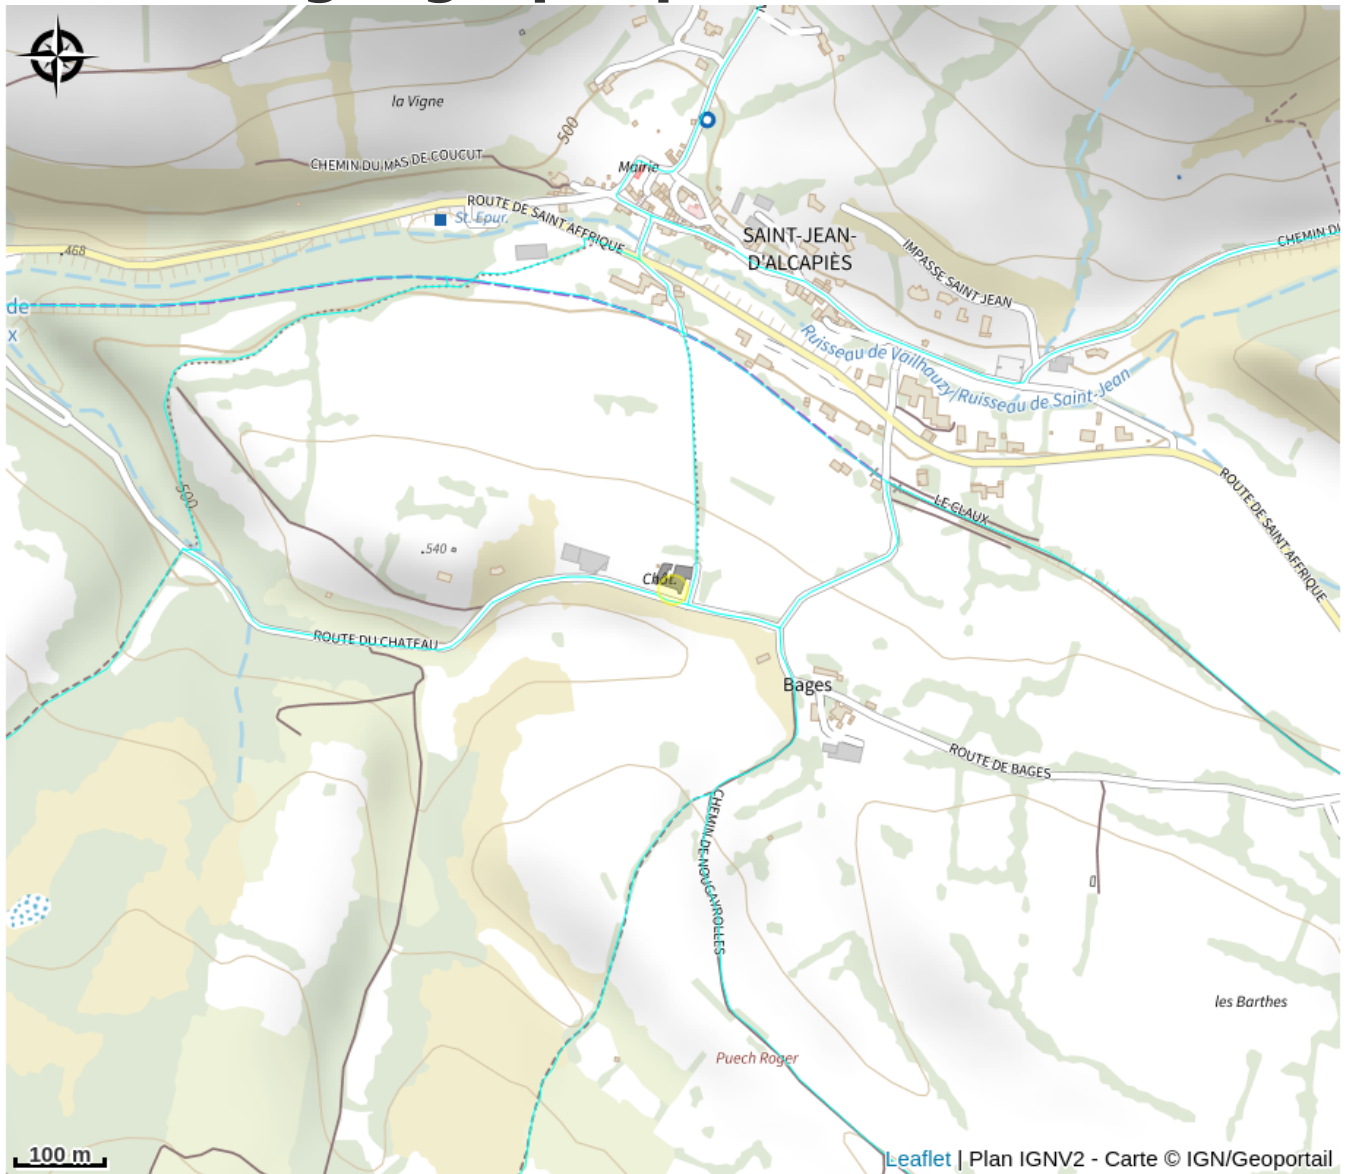 la Vigne
500
CHEMIN DU MAS DE COUCUT
Mairie
ROUTE DE SAINT AFFRIQUE
St. Epur.
SAINT-JEAN-
D'ALCAPIÈS
.468
IMPASSE SAINT JEAN
CHEMIN D
de
x
Ruisseau de Vailhauzy/Ruisseau de Saint-Jean
500
LE CLAUX
ROUTE DE SAINT AFFRIQUE
.540
Chât.
ROUTE DU CHATEAU
Bages
ROUTE DE BAGES
CHEMIN DE NOUGAYROLLES
les Barthes
Puech Roger
100 m
Leaflet | Plan IGNV2 - Carte © IGN/Geoportail